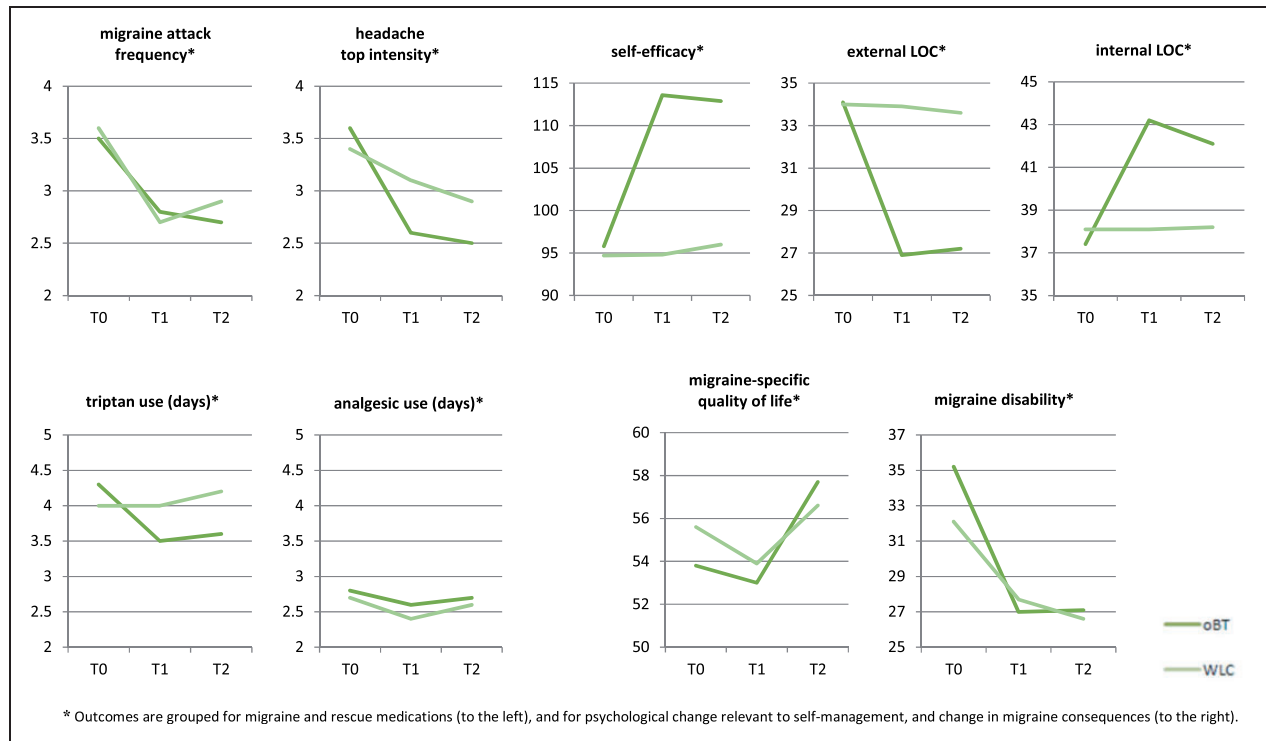 migraine attack
frequency*
headache
top intensity*
self-efficacy*
external LOC*
internal LOC*
4
3.5
3
2.5
2
T0 T1 T2
4
3.5
3
2.5
2
T0 T1 T2
115
110
105
100
95
90
T0 T1 T2
35
33
31
29
27
25
T0 T1 T2
45
43
41
39
37
35
T0 T1 T2
triptan use (days)*
analgesic use (days)*
migraine-specific
quality of life*
migraine disability*
5
4.5
4
3.5
3
2.5
2
T0 T1 T2
5
4.5
4
3.5
3
2.5
2
T0 T1 T2
60
58
56
54
52
50
T0 T1 T2
37
35
33
31
29
27
25
T0 T1 T2
oBT
WLC
* Outcomes are grouped for migraine and rescue medications (to the left), and for psychological change relevant to self-management, and change in migraine consequences (to the right).